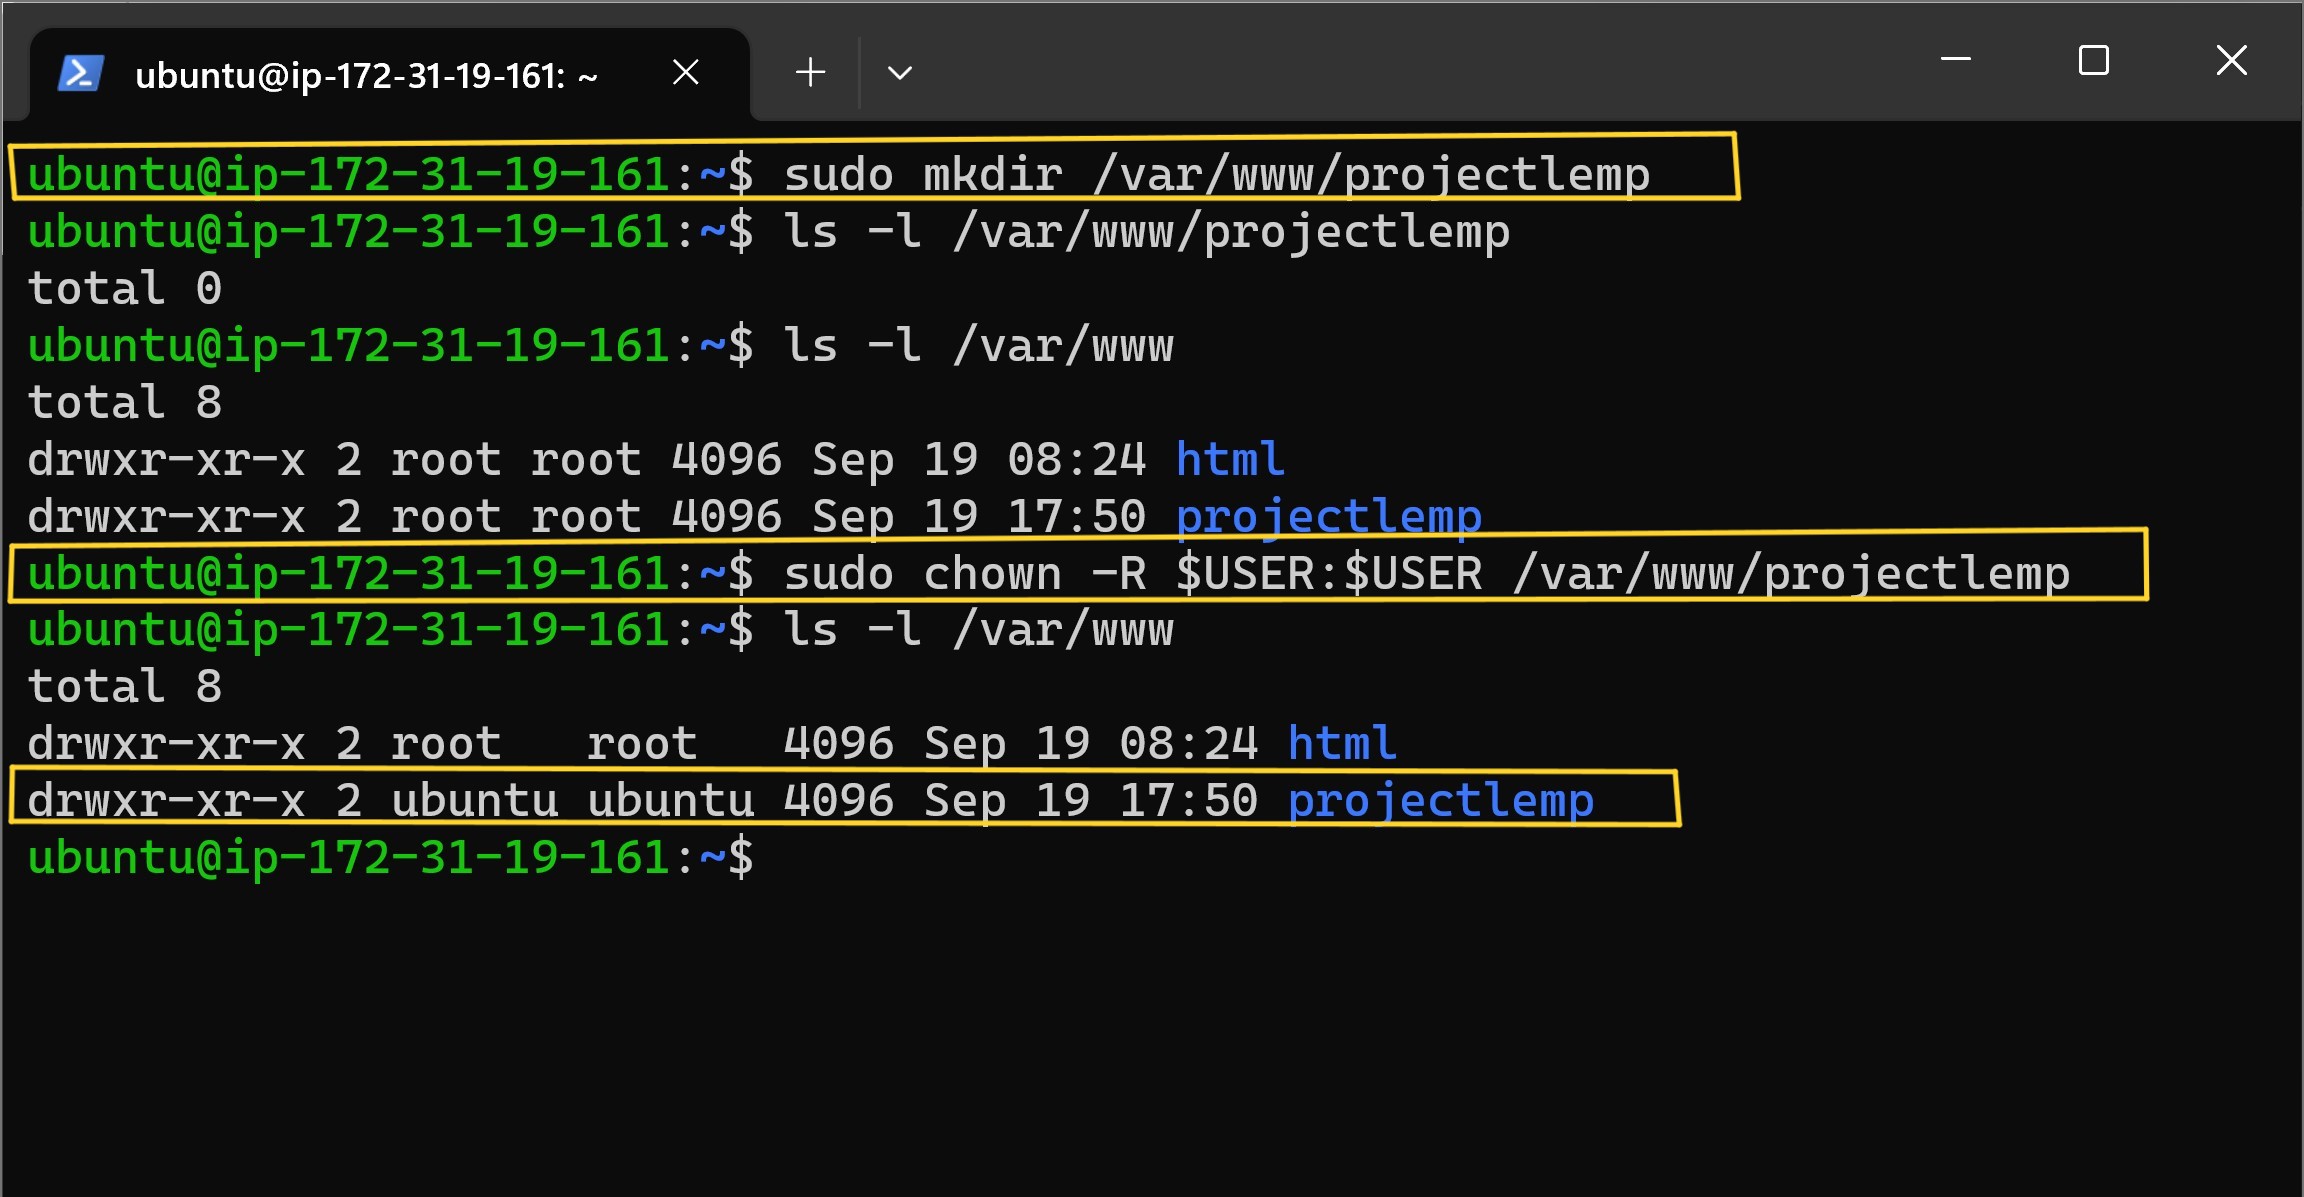 ubuntu@ip-172-31-19-161: ~
ubuntu@ip-172-31-19-161:~$ sudo mkdir /var/www/projectlemp
ubuntu@ip-172-31-19-161:~$ ls -l /var/www/projectlemp
total 0
ubuntu@ip-172-31-19-161:~$ ls -l /var/www
total 8
drwxr-xr-x 2 root root 4096 Sep 19 08:24 html
drwxr-xr-x 2 root root 4096 Sep 19 17:50 projectlemp
ubuntu@ip-172-31-19-161:~$ sudo chown -R $USER:$USER /var/www/projectlemp
ubuntu@ip-172-31-19-161:~$ ls -l /var/www
total 8
drwxr-xr-x 2 root   root   4096 Sep 19 08:24 html
drwxr-xr-x 2 ubuntu ubuntu 4096 Sep 19 17:50 projectlemp
ubuntu@ip-172-31-19-161:~$